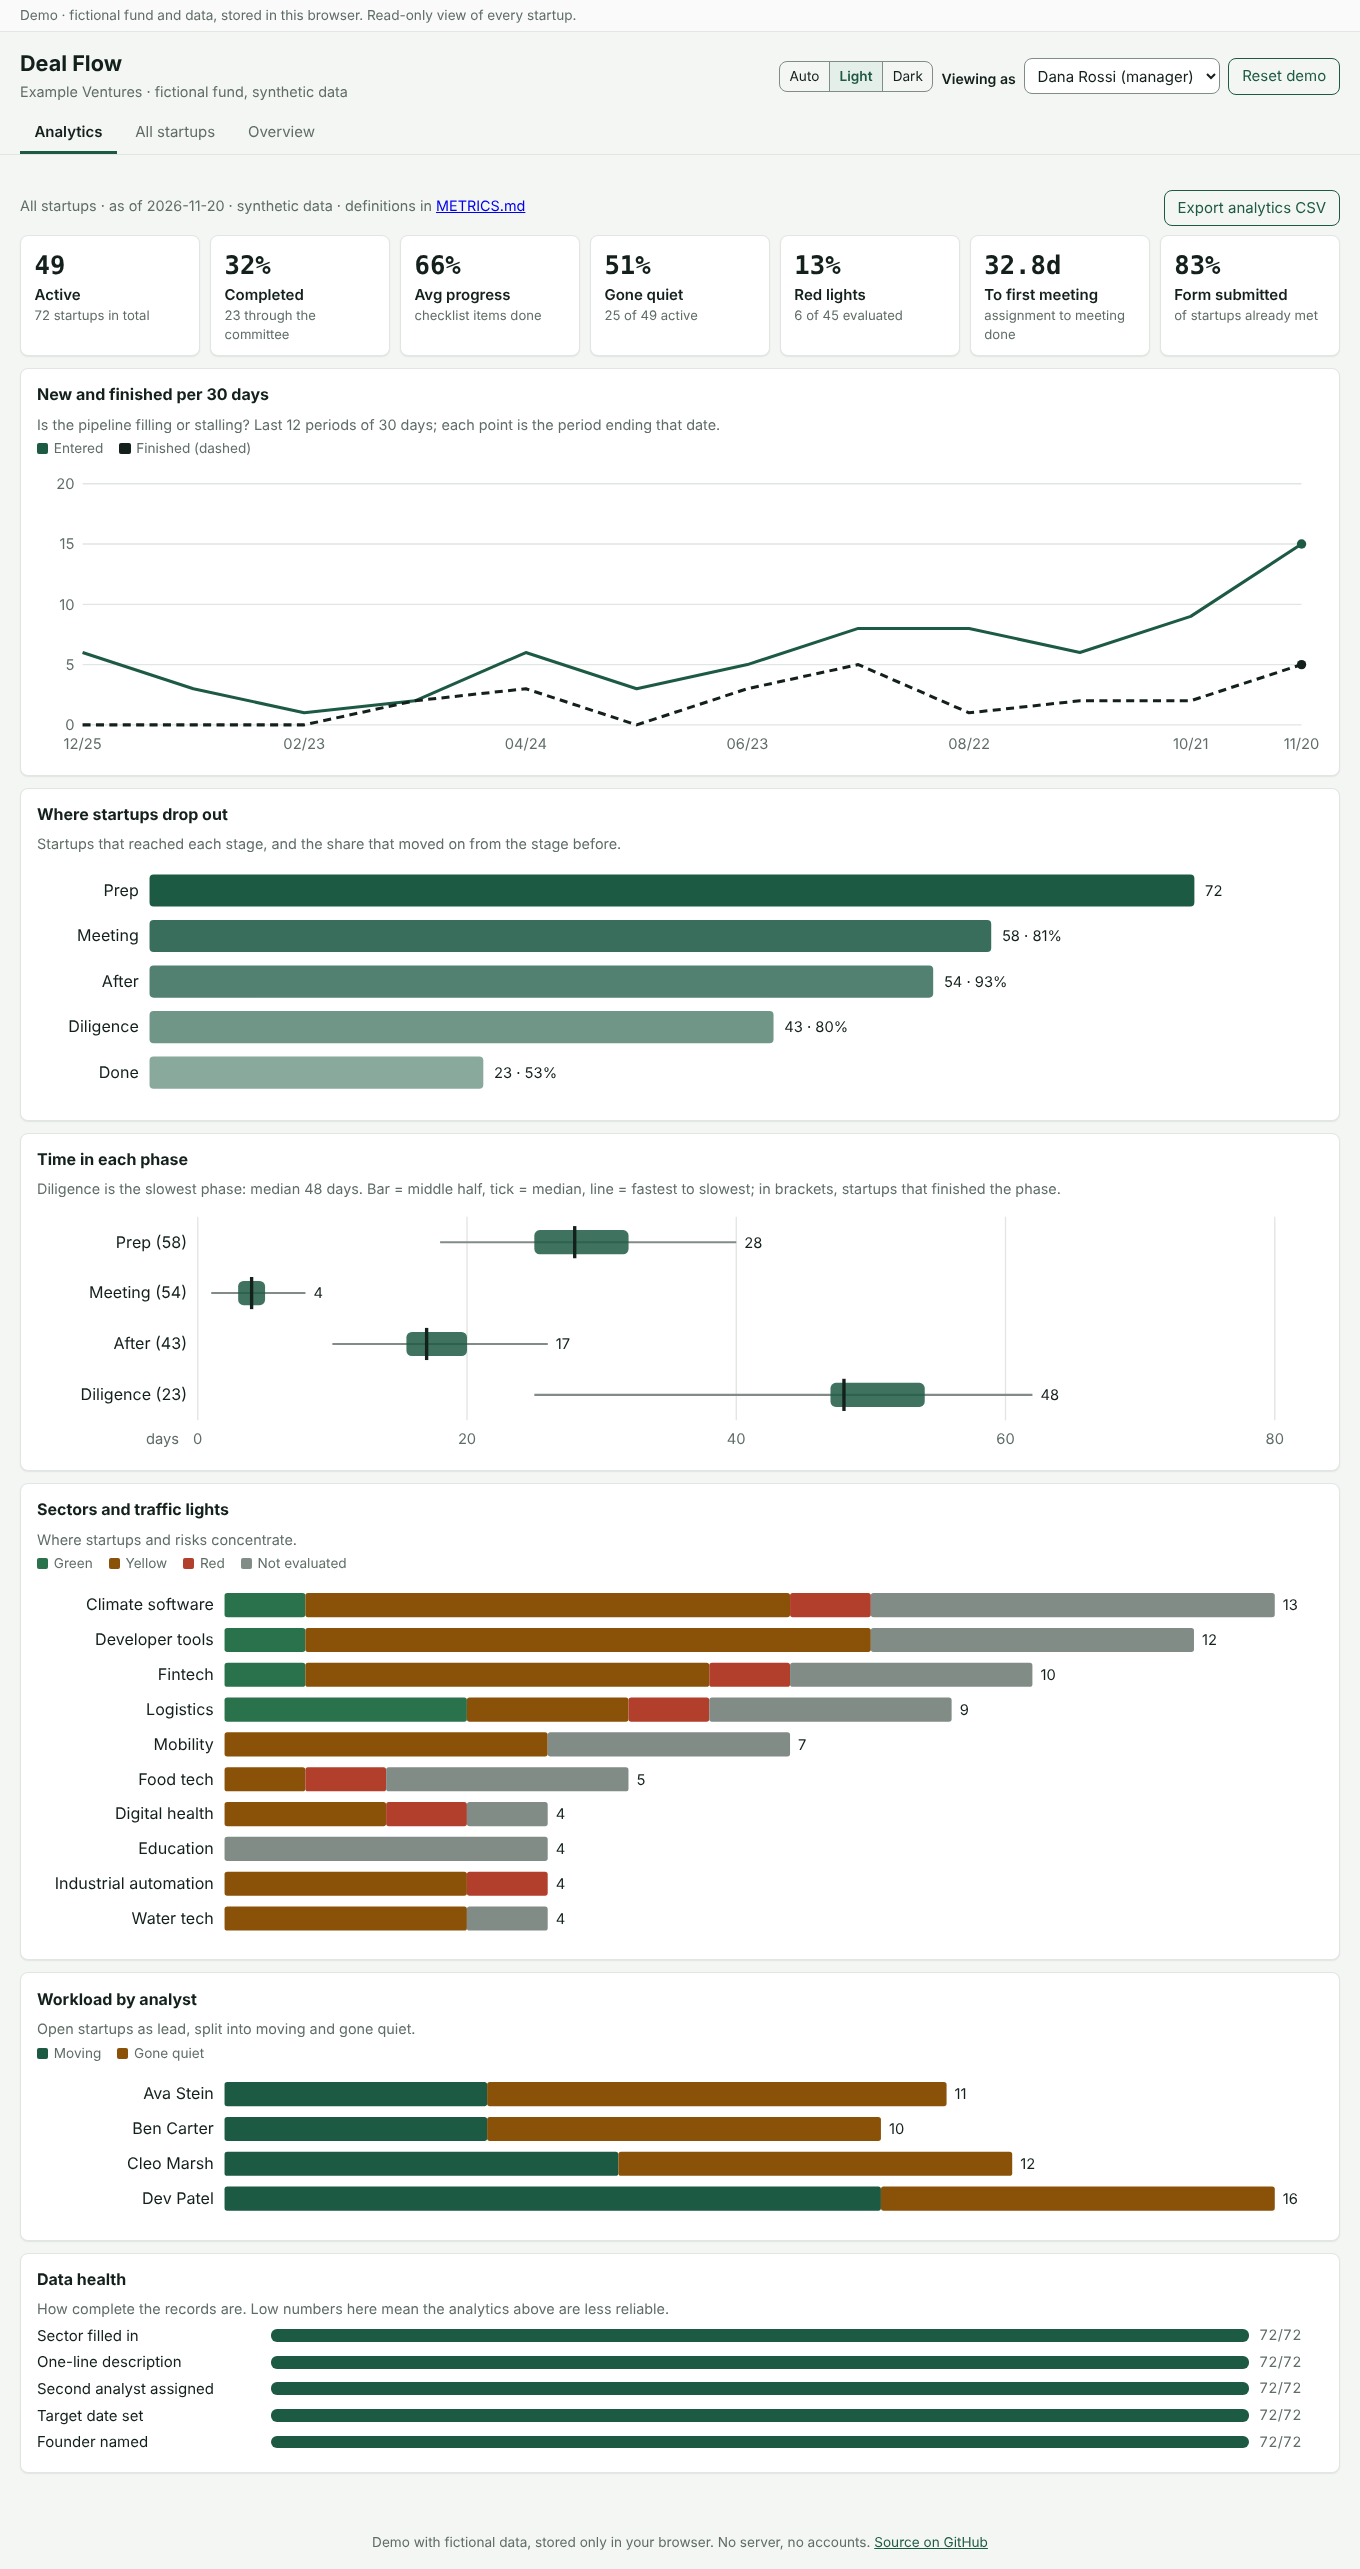 Demo · fictional fund and data, stored in this browser. Read-only view of every startup.
Deal Flow
Example Ventures · fictional fund, synthetic data
Auto Light Dark Viewing as Dana Rossi (manager) Reset demo
Analytics All startups Overview
All startups · as of 2026-11-20 · synthetic data · definitions in METRICS.md
Export analytics CSV
49
Active
72 startups in total
32%
Completed
23 through the
committee
66%
Avg progress
checklist items done
51%
Gone quiet
25 of 49 active
13%
Red lights
6 of 45 evaluated
32.8d
To first meeting
assignment to meeting
done
83%
Form submitted
of startups already met
New and finished per 30 days
Is the pipeline filling or stalling? Last 12 periods of 30 days; each point is the period ending that date.
Entered Finished (dashed)
20
15
10
5
0
12/25 02/23 04/24 06/23 08/22 10/21 11/20
Where startups drop out
Startups that reached each stage, and the share that moved on from the stage before.
Prep 72
Meeting 58 · 81%
After 54 · 93%
Diligence 43 · 80%
Done 23 · 53%
Time in each phase
Diligence is the slowest phase: median 48 days. Bar = middle half, tick = median, line = fastest to slowest; in brackets, startups that finished the phase.
Prep (58) 28
Meeting (54) 4
After (43) 17
Diligence (23) 48
days 0 20 40 60 80
Sectors and traffic lights
Where startups and risks concentrate.
Green Yellow Red Not evaluated
Climate software 13
Developer tools 12
Fintech 10
Logistics 9
Mobility 7
Food tech 5
Digital health 4
Education 4
Industrial automation 4
Water tech 4
Workload by analyst
Open startups as lead, split into moving and gone quiet.
Moving Gone quiet
Ava Stein 11
Ben Carter 10
Cleo Marsh 12
Dev Patel 16
Data health
How complete the records are. Low numbers here mean the analytics above are less reliable.
Sector filled in 72/72
One-line description 72/72
Second analyst assigned 72/72
Target date set 72/72
Founder named 72/72
Demo with fictional data, stored only in your browser. No server, no accounts. Source on GitHub